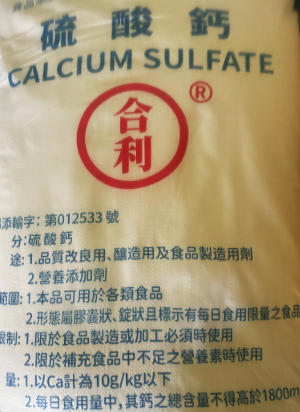 硫酸鈣
CALCIUM SULFATE
®
合利
添輸字：第012533號
分:硫酸鈣
途:1.品質改良用、釀造用及食品製造用劑
2.營養添加劑
範圍:1.本品可用於各類食品
2.形態屬膠囊狀、錠狀且標示有每日食用限量之食品
限制:1.限於食品製造或加工必須時使用
2.限於補充食品中不足之營養素時使用
量:1.以Ca計為10g/kg以下
2.每日食用量中,其鈣之總含量不得高於1800m